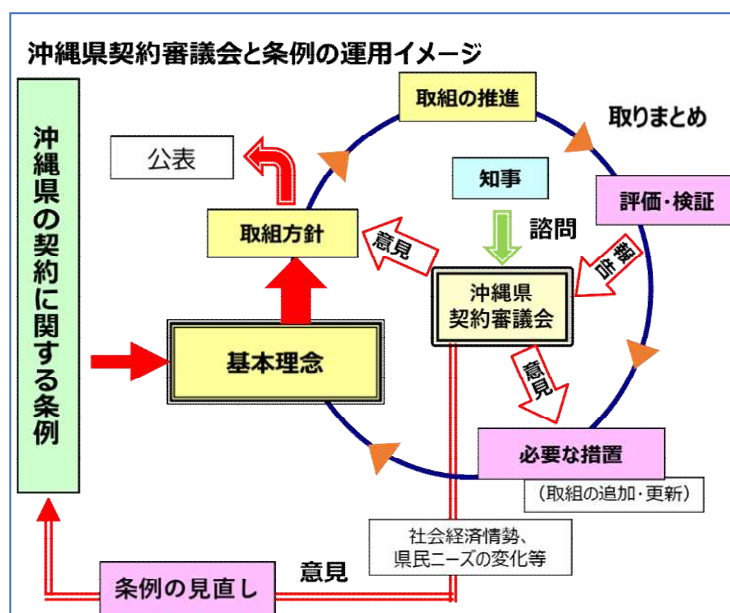 沖縄県契約審議会と条例の運用イメージ
取組の推進
取りまとめ
公表
知事
評価・検証
取組方針
意見
諮問
報告
沖縄県
契約審議会
沖縄県の契約に関する条例
基本理念
意見
必要な措置
（取組の追加・更新）
社会経済情勢、
県民ニーズの変化等
意見
条例の見直し